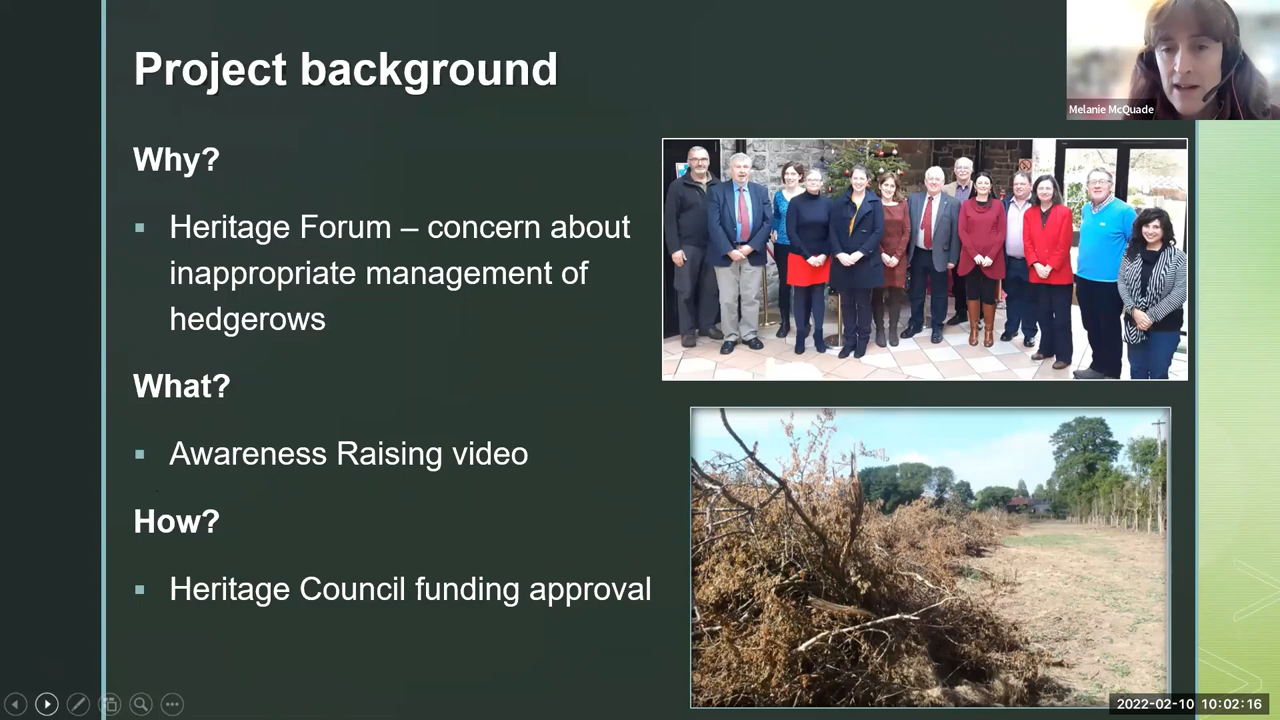 Project background
Melanie McQuade
Why?
Heritage Forum – concern about
inappropriate management of
hedgerows
What?
Awareness Raising video
How?
Heritage Council funding approval
2022-02-10 10:02:16